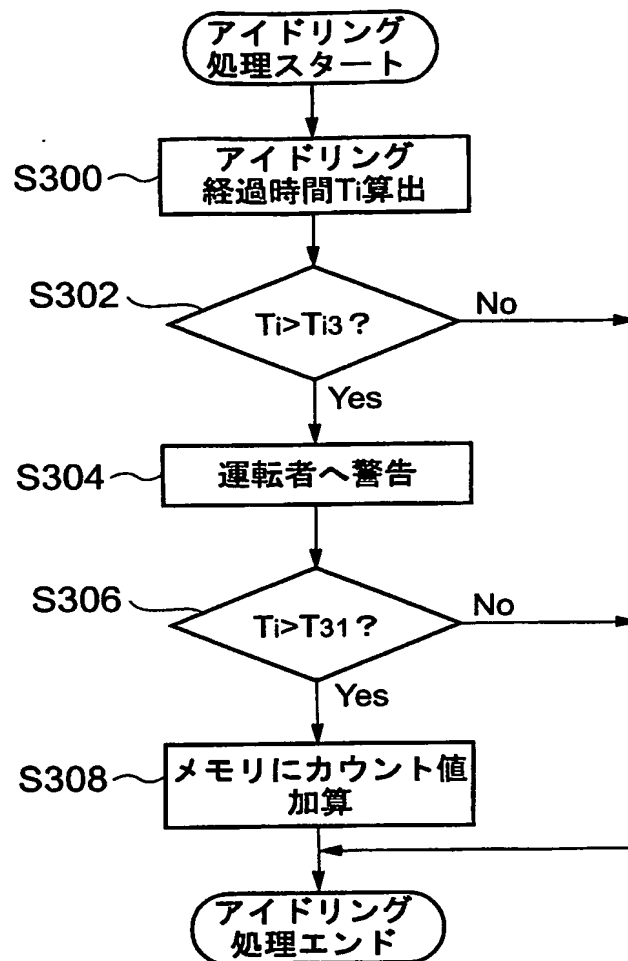 アイドリング
処理スタート
S300
アイドリング
経過時間Ti算出
S302
Ti>Ti3?
No
Yes
S304
運転者へ警告
S306
Ti>T31?
No
Yes
S308
メモリにカウント値
加算
アイドリング
処理エンド